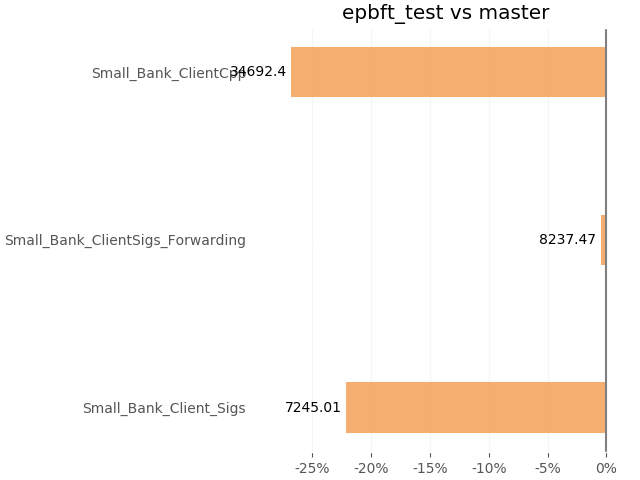 epbft_test vs master
Small_Bank_ClientCpp 34692.4
Small_Bank_ClientSigs_Forwarding 8237.47
Small_Bank_Client_Sigs 7245.01
-25% -20% -15% -10% -5% 0%